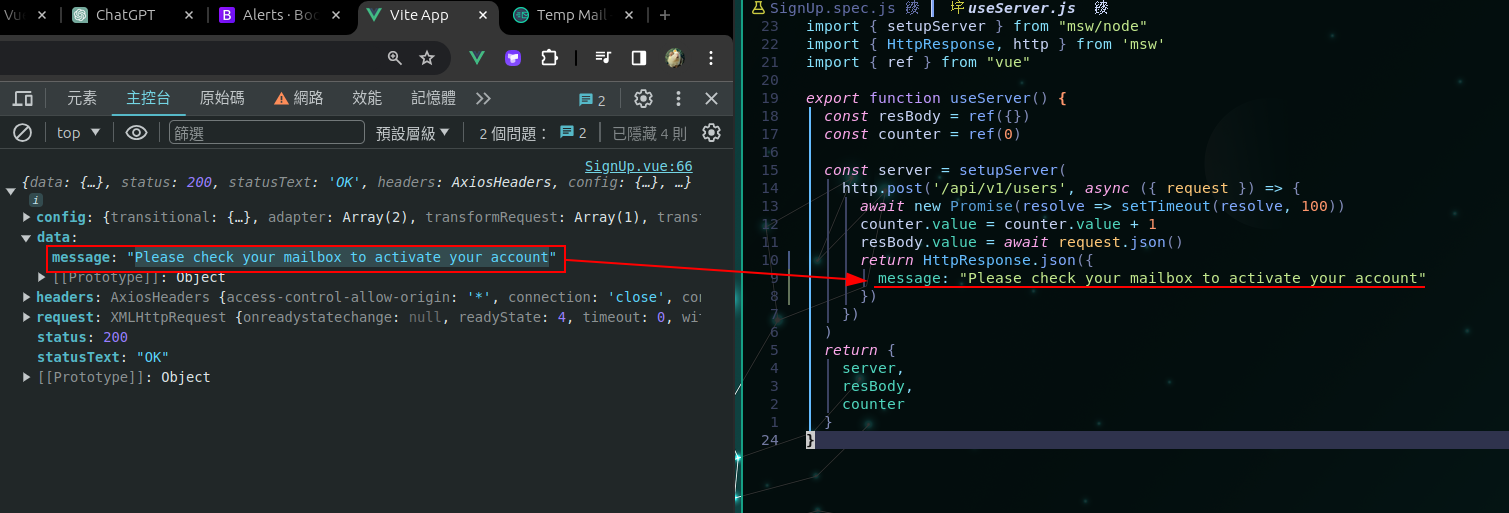 Vue
ChatGPT
Alerts · Boo
Vite App
Temp Mail -
元素
主控台
原始碼
網路
效能
記憶體
2
top
篩選
預設層級
2 個問題：
2
已隱藏 4 則
SignUp.vue:66
{data: {…}, status: 200, statusText: 'OK', headers: AxiosHeaders, config: {…}, …}
i
config: {transitional: {…}, adapter: Array(2), transformRequest: Array(1), trans
data:
message: "Please check your mailbox to activate your account"
[[Prototype]]: Object
headers: AxiosHeaders {access-control-allow-origin: '*', connection: 'close', co
request: XMLHttpRequest {onreadystatechange: null, readyState: 4, timeout: 0, wi
status: 200
statusText: "OK"
[[Prototype]]: Object
SignUp.spec.js
useServer.js
23 import { setupServer } from "msw/node"
22 import { HttpResponse, http } from 'msw'
21 import { ref } from "vue"
20
19 export function useServer() {
18 const resBody = ref({})
17 const counter = ref(0)
16
15 const server = setupServer(
14 http.post('/api/v1/users', async ({ request }) => {
13 await new Promise(resolve => setTimeout(resolve, 100))
12 counter.value = counter.value + 1
11 resBody.value = await request.json()
10 return HttpResponse.json({
9 message: "Please check your mailbox to activate your account"
8 })
7 })
6 )
5 return {
4 server,
3 resBody,
2 counter
1 }
24 }